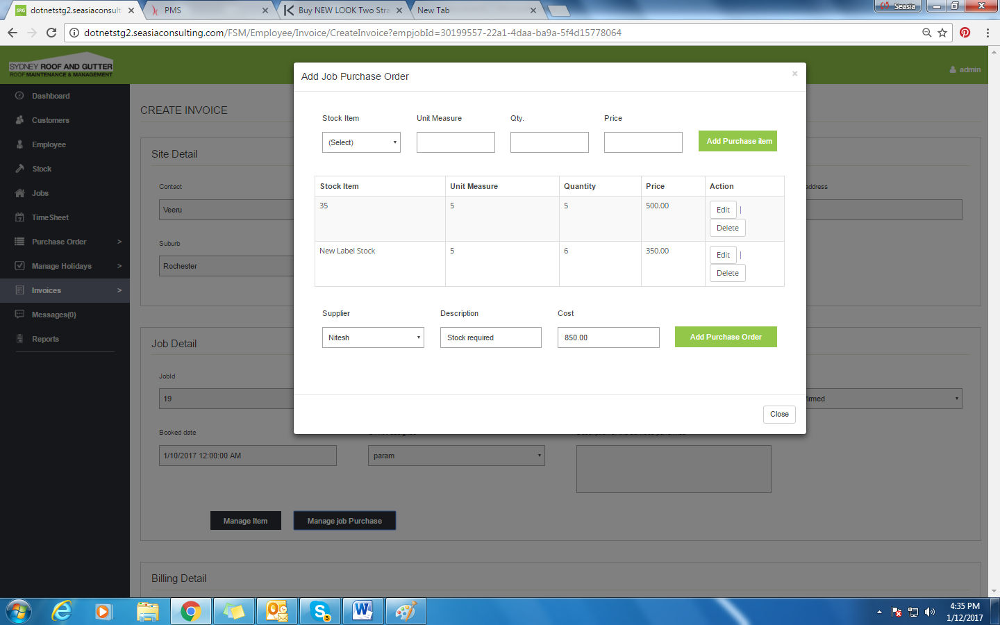 dotnetstg2.seasiaconsult
PMS
Buy NEW LOOK Two Stra
New Tab
Seasia
dotnetstg2.seasiaconsulting.com/FSM/Employee/Invoice/CreateInvoice?empjobId=30199557-22a1-4daa-ba9a-5f4d15778064
SYDNEY ROOF AND GUTTER
ROOF MAINTENANCE & MANAGEMENT
admin
Dashboard
Customers
Employee
Stock
Jobs
TimeSheet
Purchase Order >
Manage Holidays >
Invoices >
Messages(0)
Reports
CREATE INVOICE
Site Detail
Contact
address
Veeru
Suburb
Rochester
Job Detail
JobId
19
firmed
Booked date
1/10/2017 12:00:00 AM
param
Manage Item
Manage job Purchase
Billing Detail
Add Job Purchase Order
×
Stock Item Unit Measure Qty. Price
(Select)
Add Purchase item
Stock Item Unit Measure Quantity Price Action
35 5 5 500.00 Edit |
Delete
New Label Stock 5 6 350.00 Edit |
Delete
Supplier Description Cost
Nitesh Stock required 850.00 Add Purchase Order
Close
SRG
3
4:35 PM
1/12/2017